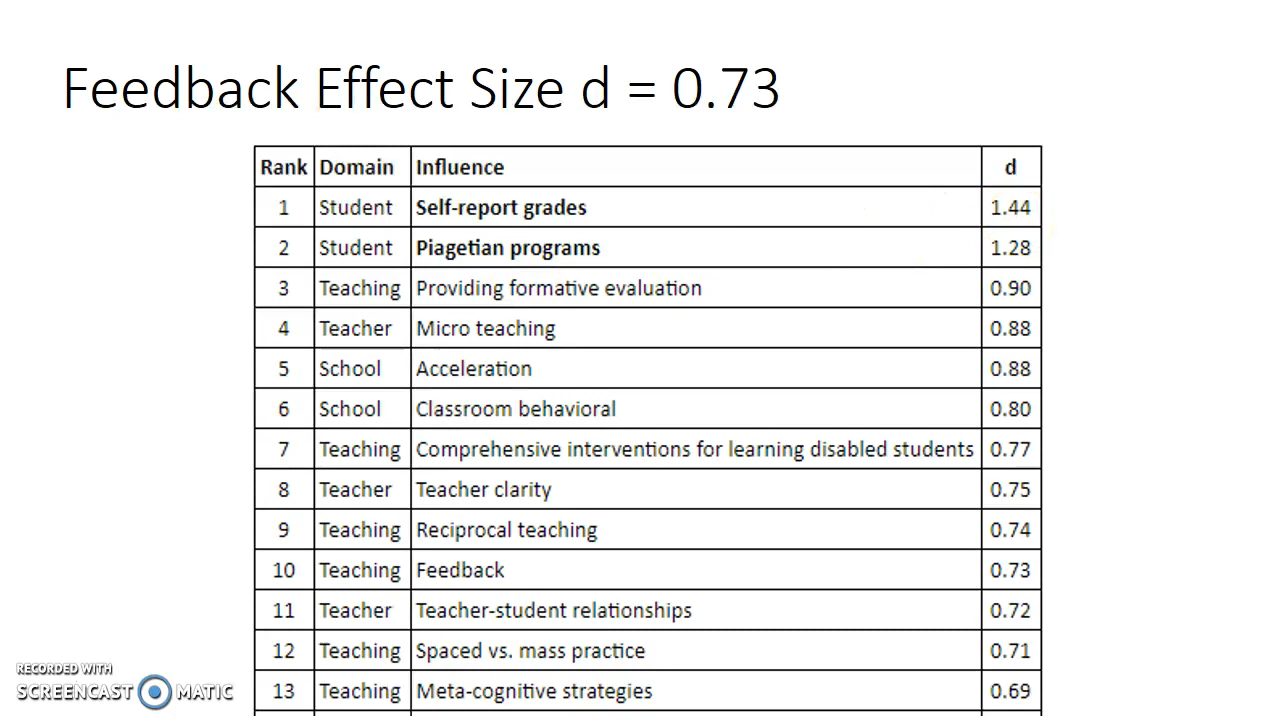 Feedback Effect Size d = 0.73
Rank Domain Influence d
1 Student Self-report grades 1.44
2 Student Piagetian programs 1.28
3 Teaching Providing formative evaluation 0.90
4 Teacher Micro teaching 0.88
5 School Acceleration 0.88
6 School Classroom behavioral 0.80
7 Teaching Comprehensive interventions for learning disabled students 0.77
8 Teacher Teacher clarity 0.75
9 Teaching Reciprocal teaching 0.74
10 Teaching Feedback 0.73
11 Teacher Teacher-student relationships 0.72
12 Teaching Spaced vs. mass practice 0.71
13 Teaching Meta-cognitive strategies 0.69
RECORDED WITH
SCREENCAST MATIC